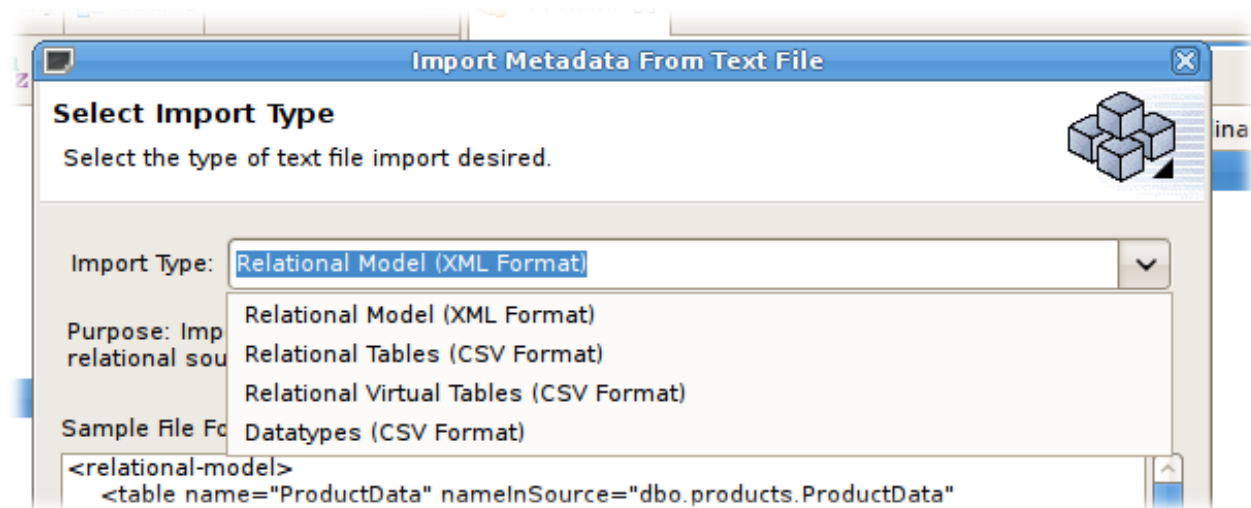 Import Metadata From Text File
Select Import Type
Select the type of text file import desired.
ina
Import Type: Relational Model (XML Format)
Relational Model (XML Format)
Purpose: Imp
relational sou
Relational Tables (CSV Format)
Relational Virtual Tables (CSV Format)
Sample File Fo
Datatypes (CSV Format)
<relational-model>
<table name="ProductData" nameInSource="dbo.products.ProductData"